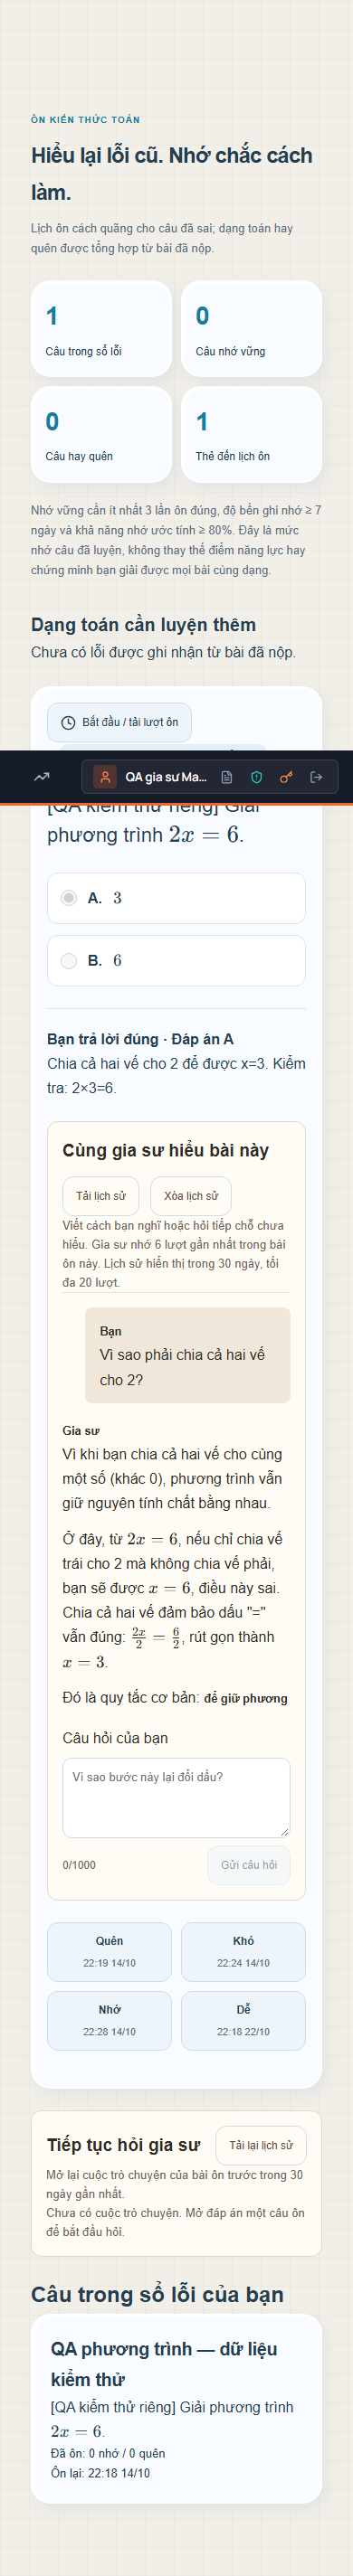 ÔN KIẾN THỨC TOÁN
Hiểu lại lỗi cũ. Nhớ chắc cách
làm.
Lịch ôn cách quãng cho câu đã sai; dạng toán hay
quên được tổng hợp từ bài đã nộp.
1
Câu trong sổ lỗi
0
Câu nhớ vững
0
Câu hay quên
1
Thẻ đến lịch ôn
Nhớ vững cần ít nhất 3 lần ôn đúng, độ bền ghi nhớ ≥ 7
ngày và khả năng nhớ ước tính ≥ 80%. Đây là mức
nhớ câu đã luyện, không thay thế điểm năng lực hay
chứng minh bạn giải được mọi bài cùng dạng.
Dạng toán cần luyện thêm
Chưa có lỗi được ghi nhận từ bài đã nộp.
Bắt đầu / tải lượt ôn
QA gia sư Ma...
[QA kiểm thử riêng] Giải
phương trình 2x = 6.
A. 3
B. 6
Bạn trả lời đúng · Đáp án A
Chia cả hai vế cho 2 để được x=3. Kiểm
tra: 2×3=6.
Cùng gia sư hiểu bài này
Tải lịch sử
Xóa lịch sử
Viết cách bạn nghĩ hoặc hỏi tiếp chỗ chưa
hiểu. Gia sư nhớ 6 lượt gần nhất trong bài
ôn này. Lịch sử hiển thị trong 30 ngày, tối
đa 20 lượt.
Bạn
Vì sao phải chia cả hai vế
cho 2?
Gia sư
Vì khi bạn chia cả hai vế cho cùng
một số (khác 0), phương trình vẫn
giữ nguyên tính chất bằng nhau.
Ở đây, từ 2x = 6, nếu chỉ chia vế
trái cho 2 mà không chia vế phải,
bạn sẽ được x = 6, điều này sai.
Chia cả hai vế đảm bảo dấu "="
vẫn đúng: 2x/2 = 6/2, rút gọn thành
x = 3.
Đó là quy tắc cơ bản: để giữ phương
Câu hỏi của bạn
Vì sao bước này lại đổi dấu?
0/1000
Gửi câu hỏi
Quên
22:19 14/10
Khó
22:24 14/10
Nhớ
22:28 14/10
Dễ
22:18 22/10
Tiếp tục hỏi gia sư
Tải lại lịch sử
Mở lại cuộc trò chuyện của bài ôn trước trong 30
ngày gần nhất.
Chưa có cuộc trò chuyện. Mở đáp án một câu ôn
để bắt đầu hỏi.
Câu trong sổ lỗi của bạn
QA phương trình — dữ liệu
kiểm thử
[QA kiểm thử riêng] Giải phương trình
2x = 6.
Đã ôn: 0 nhớ / 0 quên
Ôn lại: 22:18 14/10